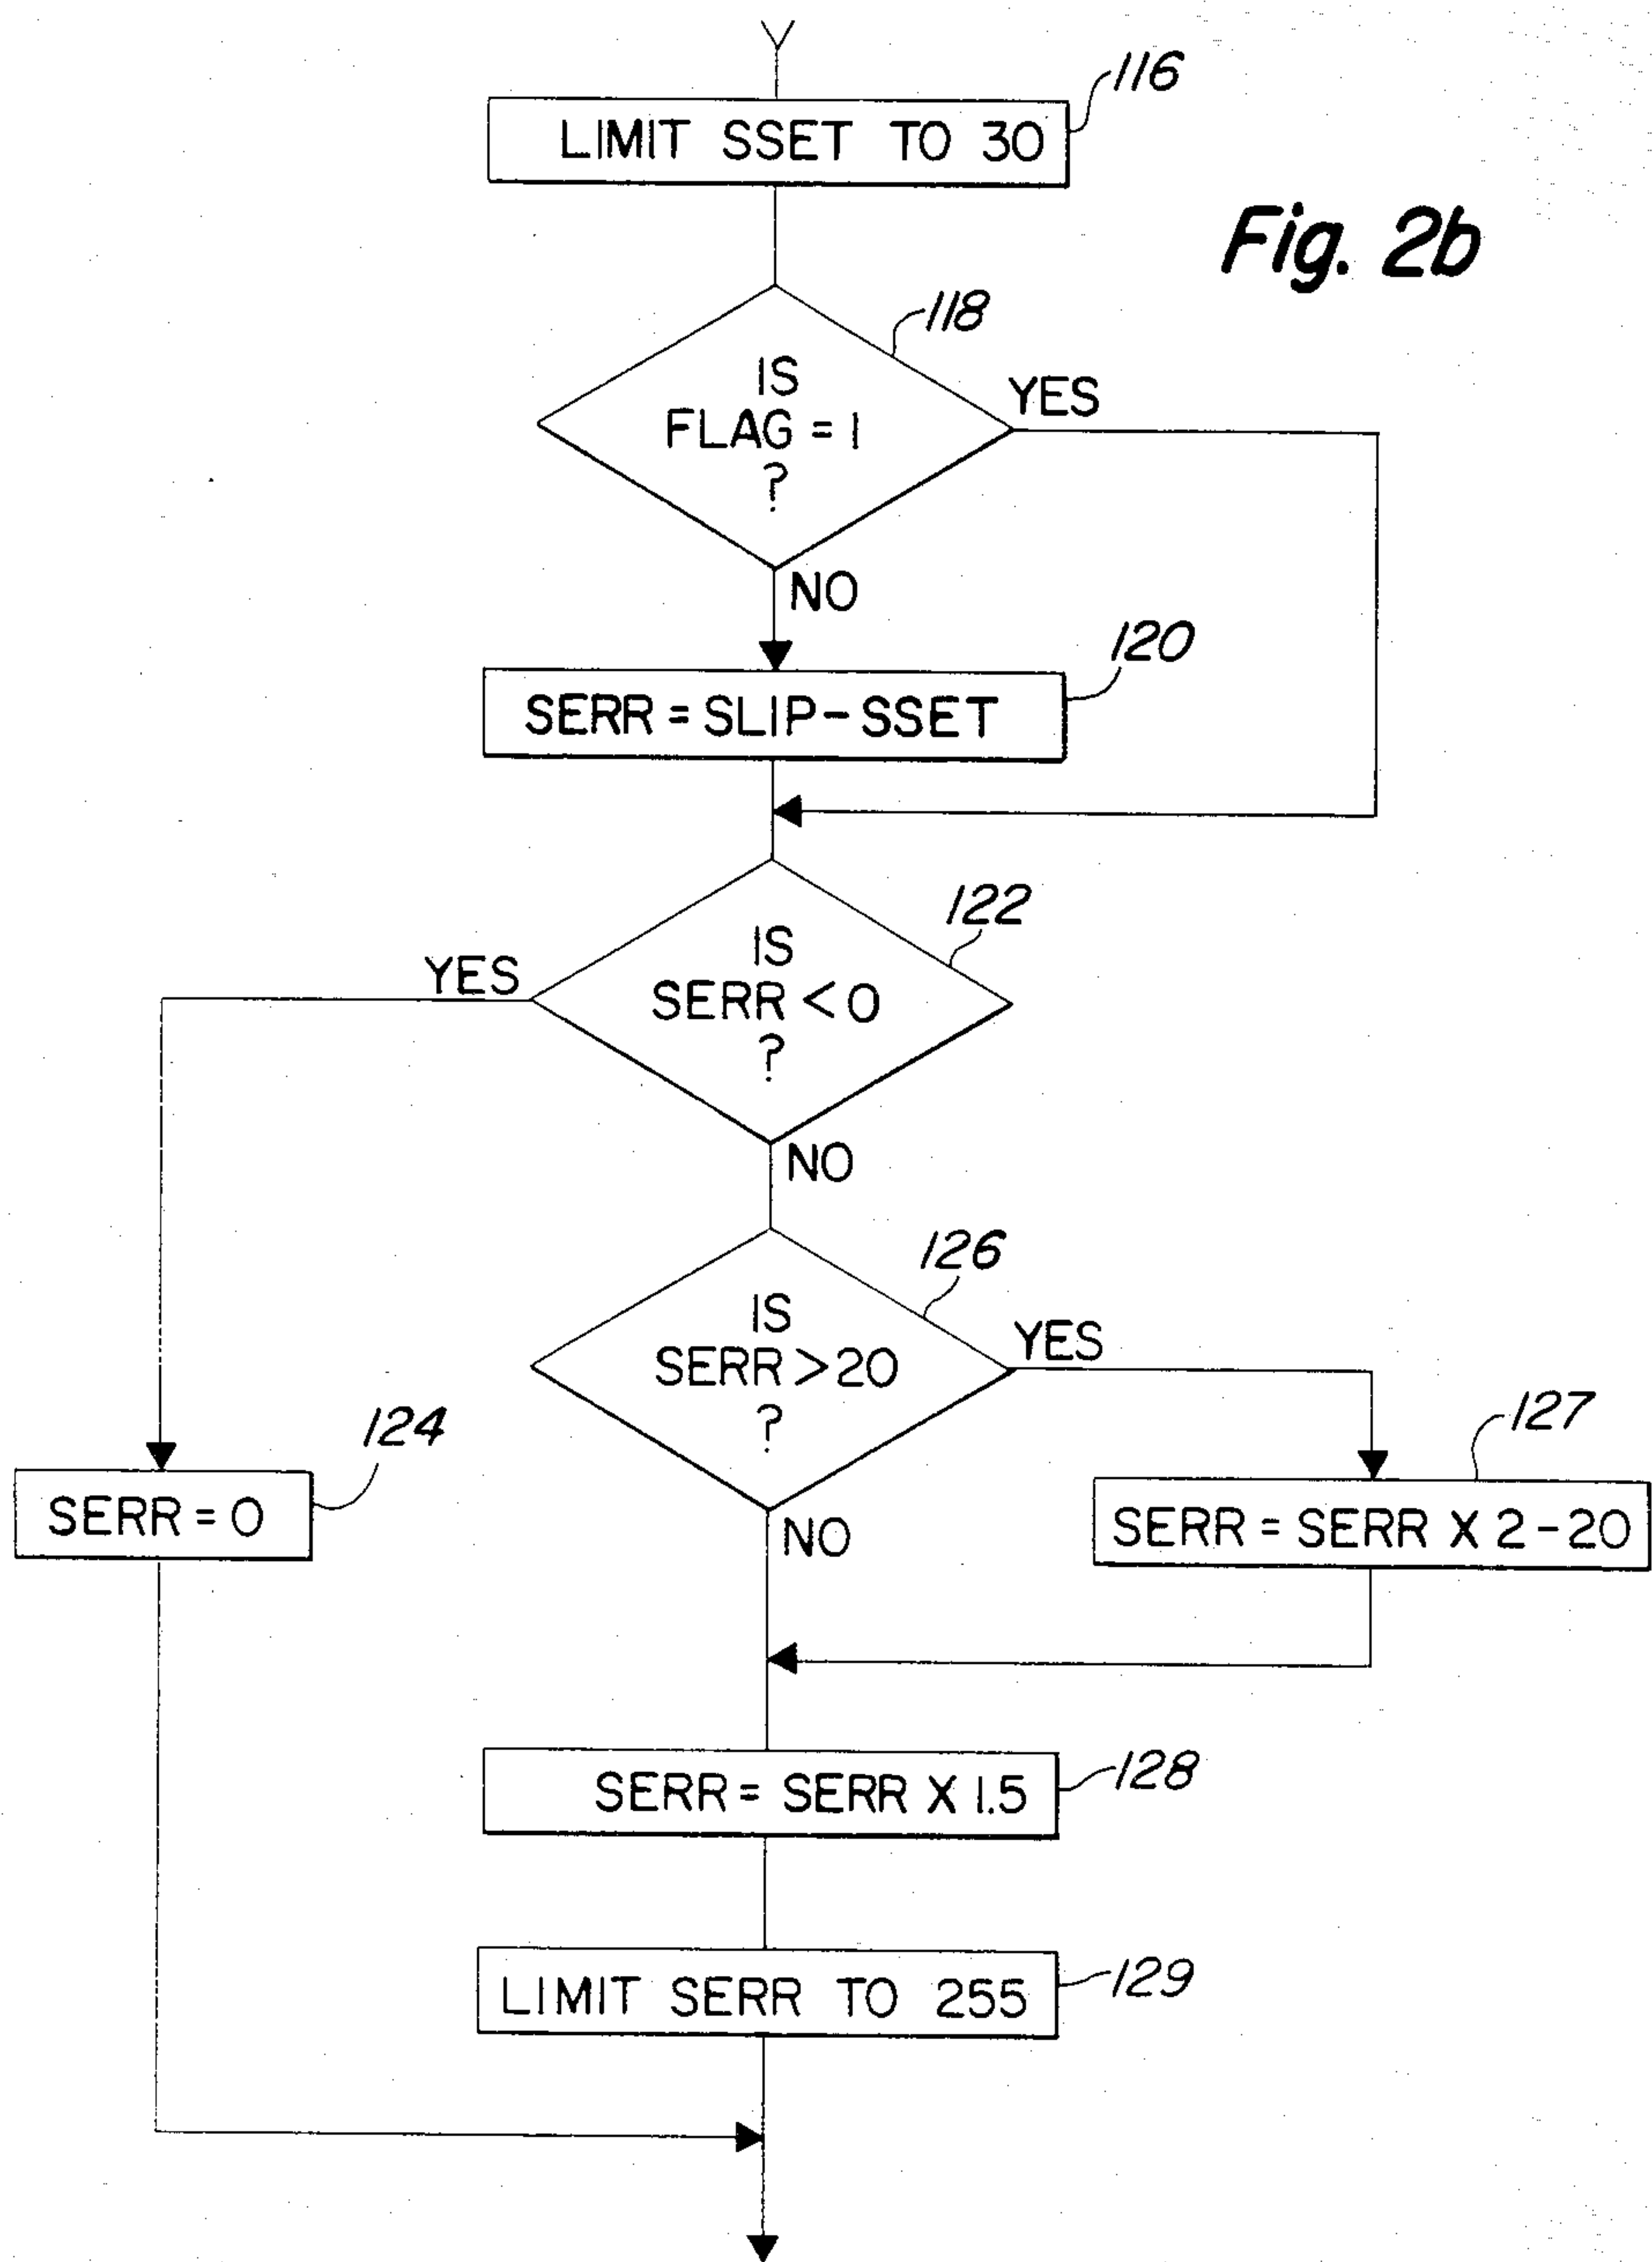 116
LIMIT SSET TO 30
Fig. 2b
118
IS
FLAG = 1
?
YES
NO
120
SERR = SLIP-SSET
122
IS
SERR < 0
?
YES
NO
126
IS
SERR > 20
?
YES
NO
124
SERR = 0
127
SERR = SERR X 2-20
128
SERR = SERR X 1.5
129
LIMIT SERR TO 255